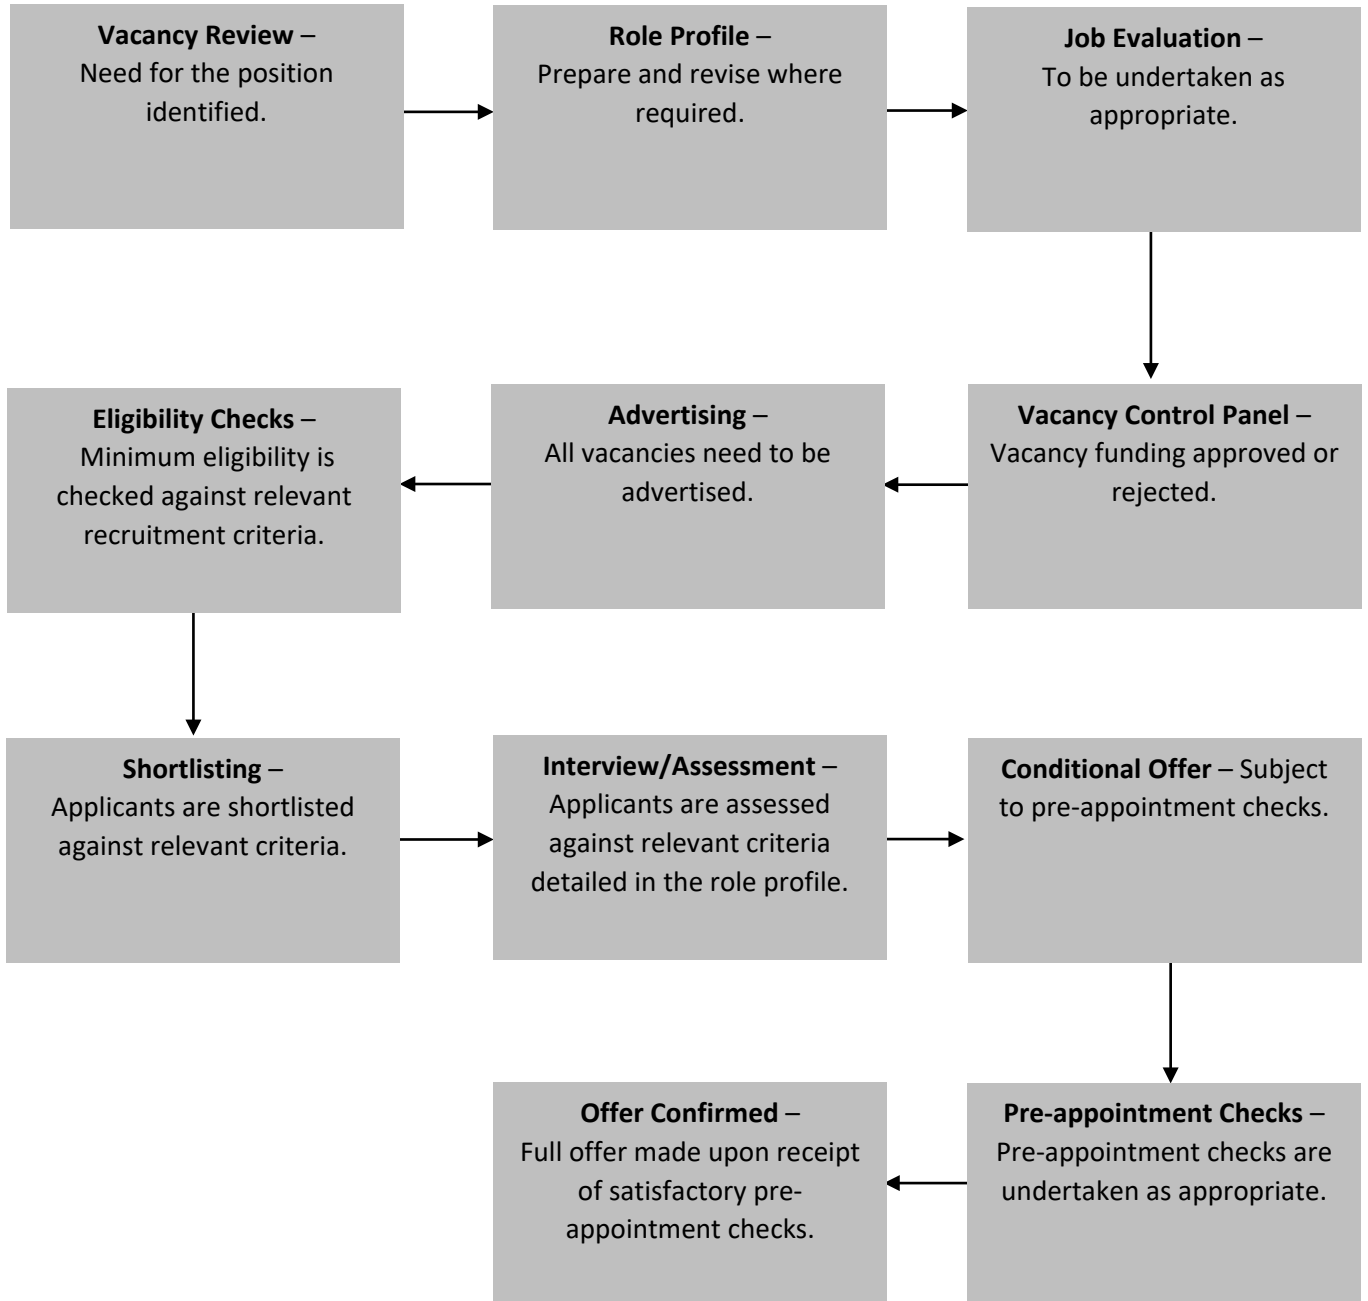 Vacancy Review –
Need for the position
identified.
Role Profile –
Prepare and revise where
required.
Job Evaluation –
To be undertaken as
appropriate.
Vacancy Control Panel –
Vacancy funding approved or
rejected.
Advertising –
All vacancies need to be
advertised.
Eligibility Checks –
Minimum eligibility is
checked against relevant
recruitment criteria.
Shortlisting –
Applicants are shortlisted
against relevant criteria.
Interview/Assessment –
Applicants are assessed
against relevant criteria
detailed in the role profile.
Conditional Offer – Subject
to pre-appointment checks.
Pre-appointment Checks –
Pre-appointment checks are
undertaken as appropriate.
Offer Confirmed –
Full offer made upon receipt
of satisfactory pre-
appointment checks.